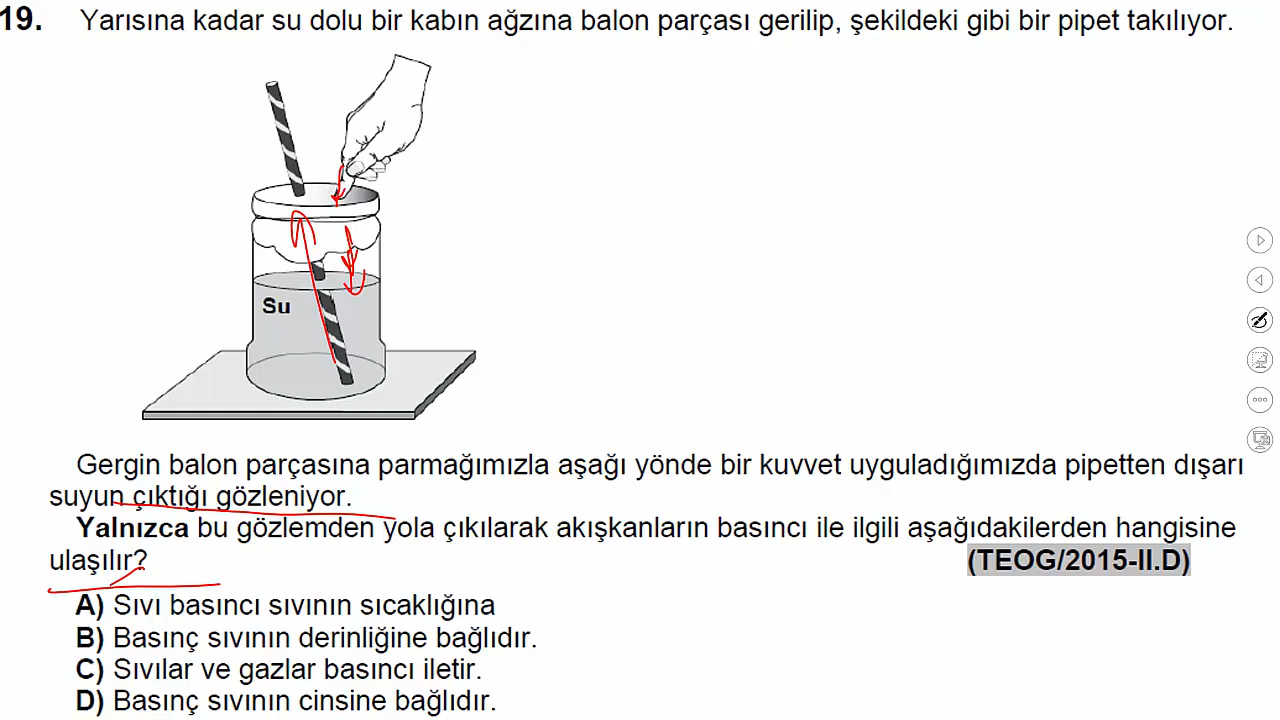 19. Yarısına kadar su dolu bir kabın ağzına balon parçası gerilip, şekildeki gibi bir pipet takılıyor.
Su
Gergin balon parçasına parmağımızla aşağı yönde bir kuvvet uyguladığımızda pipetten dışarı
suyun çıktığı gözleniyor.
Yalnızca bu gözlemden yola çıkılarak akışkanların basıncı ile ilgili aşağıdakilerden hangisine
ulaşılır? (TEOG/2015-II.D)
A) Sıvı basıncı sıvının sıcaklığına
B) Basınç sıvının derinliğine bağlıdır.
C) Sıvılar ve gazlar basıncı iletir.
D) Basınç sıvının cinsine bağlıdır.